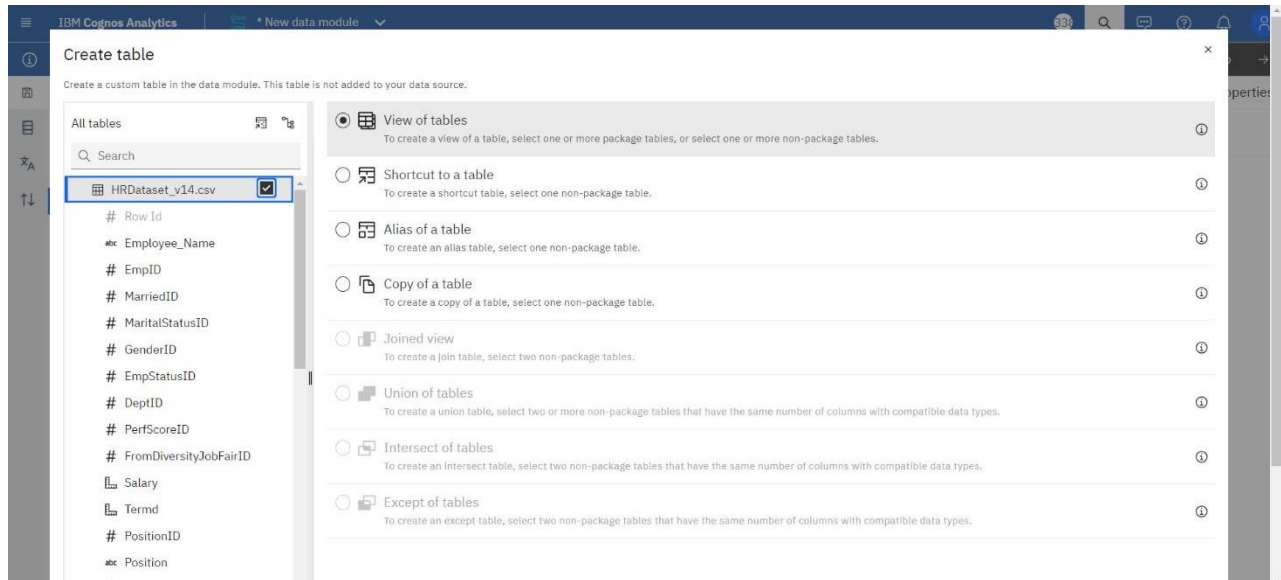 IBM Cognos Analytics
* New data module
Create table
Create a custom table in the data module. This table is not added to your data source.
All tables
Search
HRDataset_v14.csv
# Row Id
abc Employee_Name
# EmpID
# MarriedID
# MaritalStatusID
# GenderID
# EmpStatusID
# DeptID
# PerfScoreID
# FromDiversityJobFairID
Salary
Termd
# PositionID
abc Position
View of tables
To create a view of a table, select one or more package tables, or select one or more non-package tables.
Shortcut to a table
To create a shortcut table, select one non-package table.
Alias of a table
To create an alias table, select one non-package table.
Copy of a table
To create a copy of a table, select one non-package table.
Joined view
To create a join table, select two non-package tables.
Union of tables
To create a union table, select two or more non-package tables that have the same number of columns with compatible data types.
Intersect of tables
To create an intersect table, select two non-package tables that have the same number of columns with compatible data types.
Except of tables
To create an except table, select two non-package tables that have the same number of columns with compatible data types.
operties